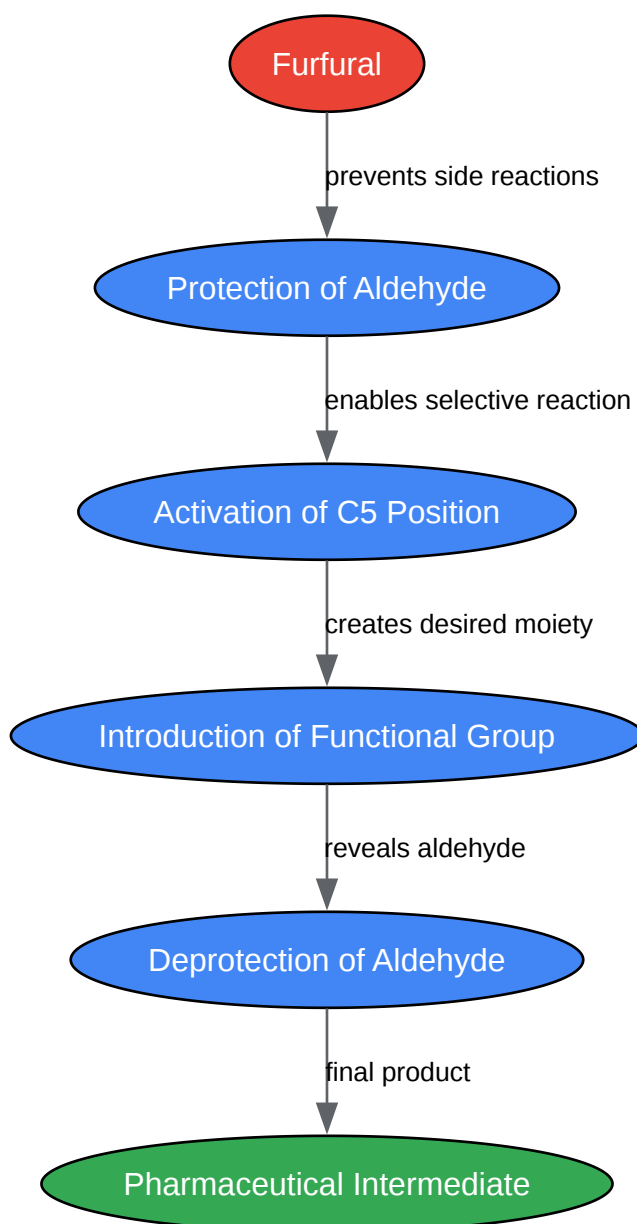 Furfural
prevents side reactions
Protection of Aldehyde
enables selective reaction
Activation of C5 Position
creates desired moiety
Introduction of Functional Group
reveals aldehyde
Deprotection of Aldehyde
final product
Pharmaceutical Intermediate